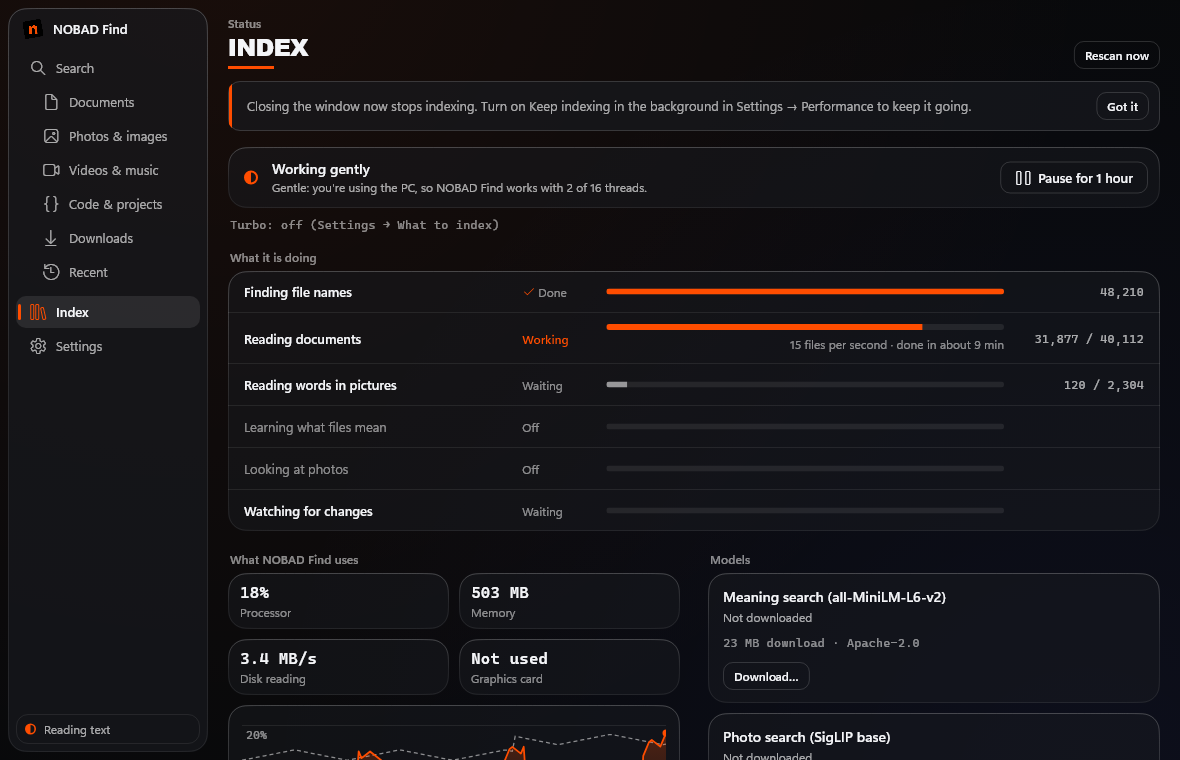 NOBAD Find
Search
Documents
Photos & images
Videos & music
Code & projects
Downloads
Recent
Index
Settings
Reading text
Status
INDEX
Rescan now
Closing the window now stops indexing. Turn on Keep indexing in the background in Settings → Performance to keep it going.
Got it
Working gently
Gentle: you're using the PC, so NOBAD Find works with 2 of 16 threads.
Pause for 1 hour
Turbo: off (Settings → What to index)
What it is doing
Finding file names
Done
48,210
Reading documents
Working
15 files per second · done in about 9 min
31,877 / 40,112
Reading words in pictures
Waiting
120 / 2,304
Learning what files mean
Off
Looking at photos
Off
Watching for changes
Waiting
What NOBAD Find uses
18%
Processor
503 MB
Memory
3.4 MB/s
Disk reading
Not used
Graphics card
20%
Models
Meaning search (all-MiniLM-L6-v2)
Not downloaded
23 MB download · Apache-2.0
Download...
Photo search (SigLIP base)
Not downloaded